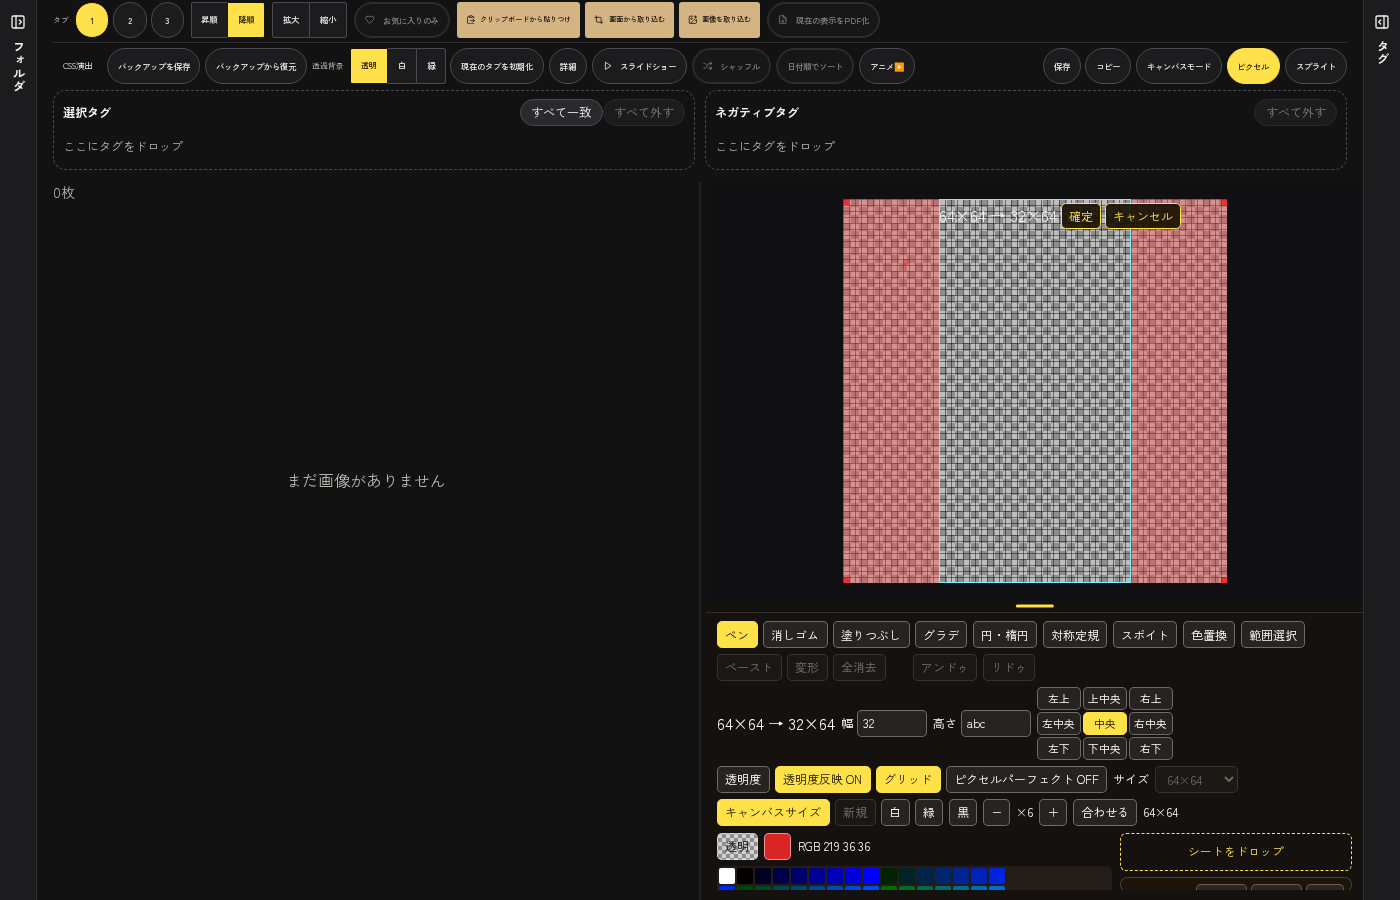 フォルダ
タブ 1 2 3 昇順 降順 拡大 縮小 お気に入りのみ クリップボードから貼りつけ 画面から取り込む 画像を取り込む 現在の表示をPDF化
CSS演出 バックアップを保存 バックアップから復元 透過背景 透明 白 緑 現在のタブを初期化 詳細 スライドショー シャッフル 日付順でソート アニメ▶️ 保存 コピー キャンバスモード ピクセル スプライト
タグ
選択タグ すべて一致 すべて外す
ここにタグをドロップ
ネガティブタグ すべて外す
ここにタグをドロップ
0枚
まだ画像がありません
64×64 → 32×64 確定 キャンセル
ペン 消しゴム 塗りつぶし グラデ 円・楕円 対称定規 スポイト 色置換 範囲選択
ペースト 変形 全消去 アンドゥ リドゥ
左上 上中央 右上
64×64 → 32×64 幅 32 高さ abc 左中央 中央 右中央
左下 下中央 右下
透明度 透明度反映 ON グリッド ピクセルパーフェクト OFF サイズ 64×64
キャンバスサイズ 新規 白 緑 黒 − ×6 + 合わせる 64×64
透明 RGB 219 36 36
シートをドロップ